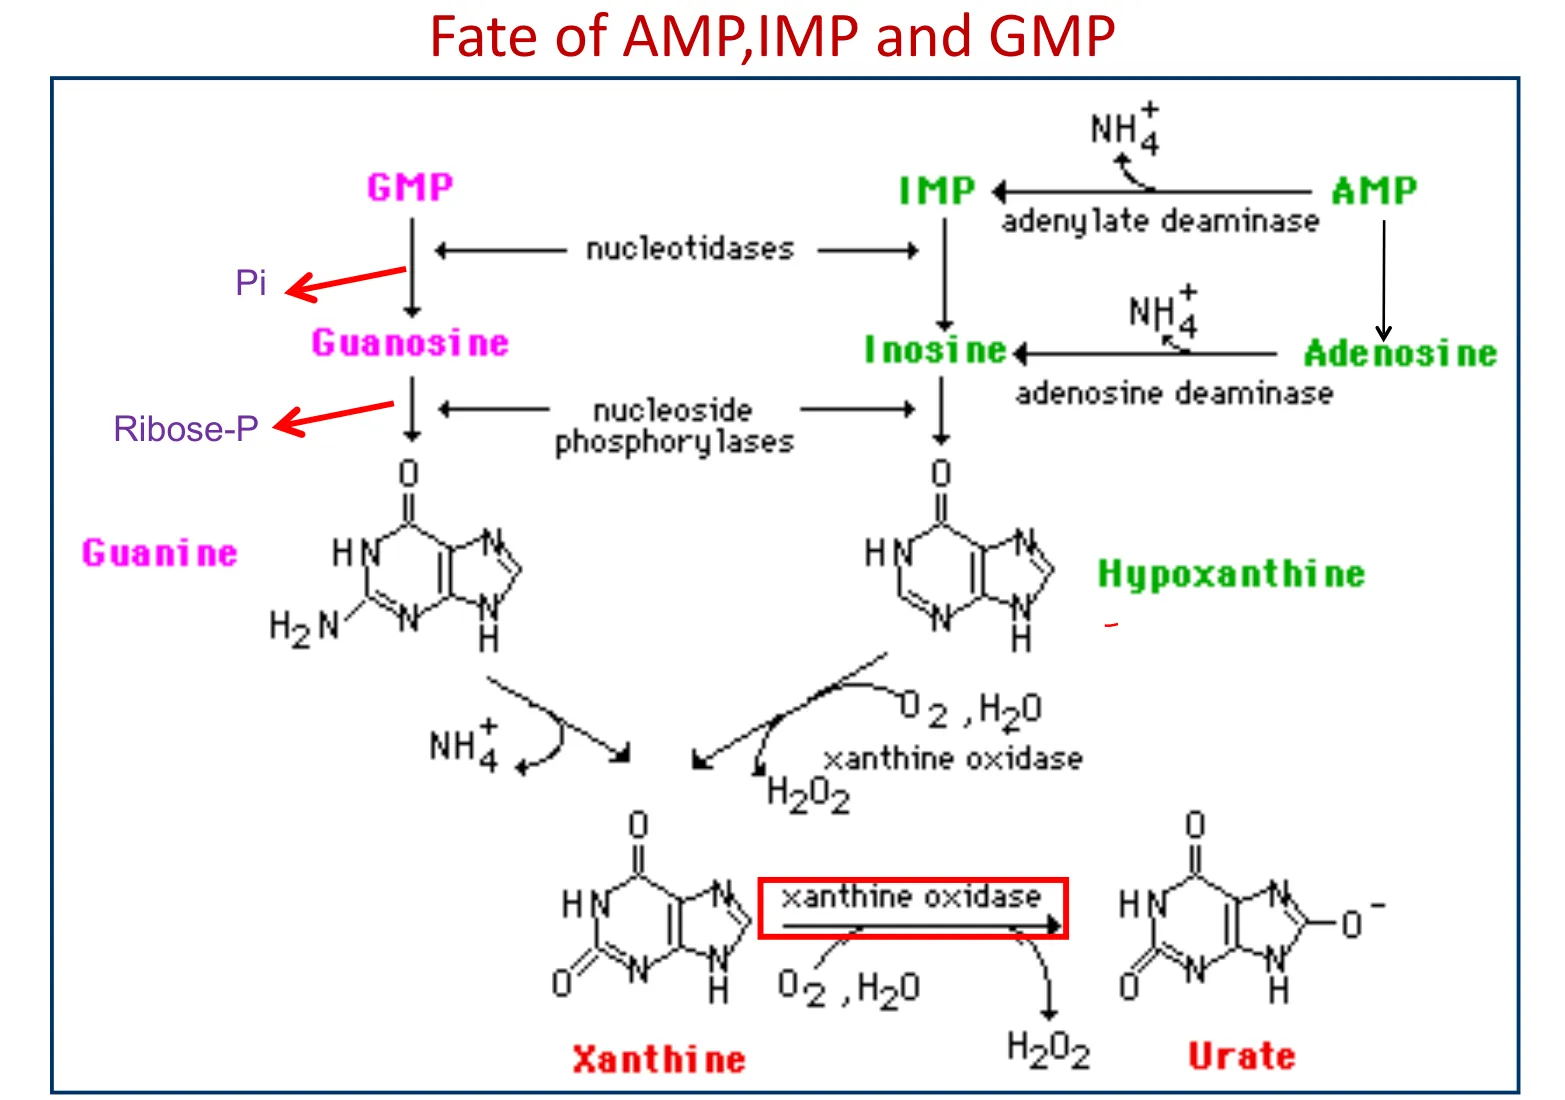 Fate of AMP,IMP and GMP
NH4+
GMP
IMP
AMP
adenylate deaminase
nucleotidases
Pi
NH4+
Guanosine
Inosine
Adenosine
adenosine deaminase
Ribose-P
nucleoside
phosphorylases
O
O
Guanine
HN
N
HN
N
Hypoxanthine
H2N
N
N
H
N
N
H
O2 ,H2O
NH4+
xanthine oxidase
H2O2
O
O
HN
N
xanthine oxidase
HN
N
O-
O
N
N
H
O2 ,H2O
O
N
N
H
H2O2
Xanthine
Urate